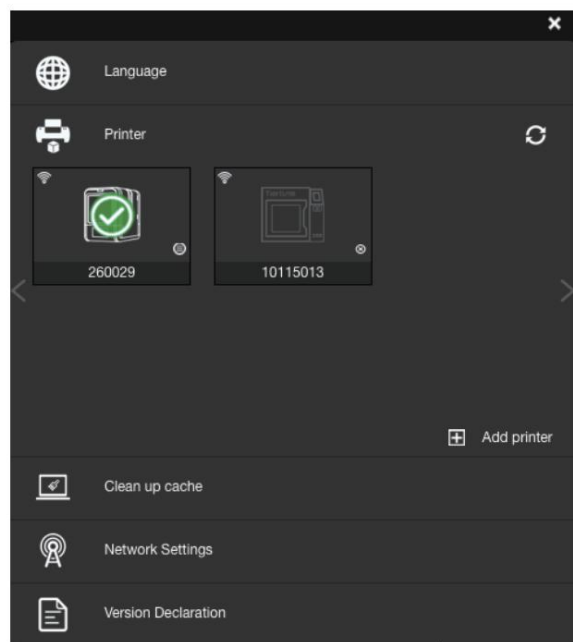 Language
Printer
260029
10115013
Add printer
Clean up cache
Network Settings
Version Declaration